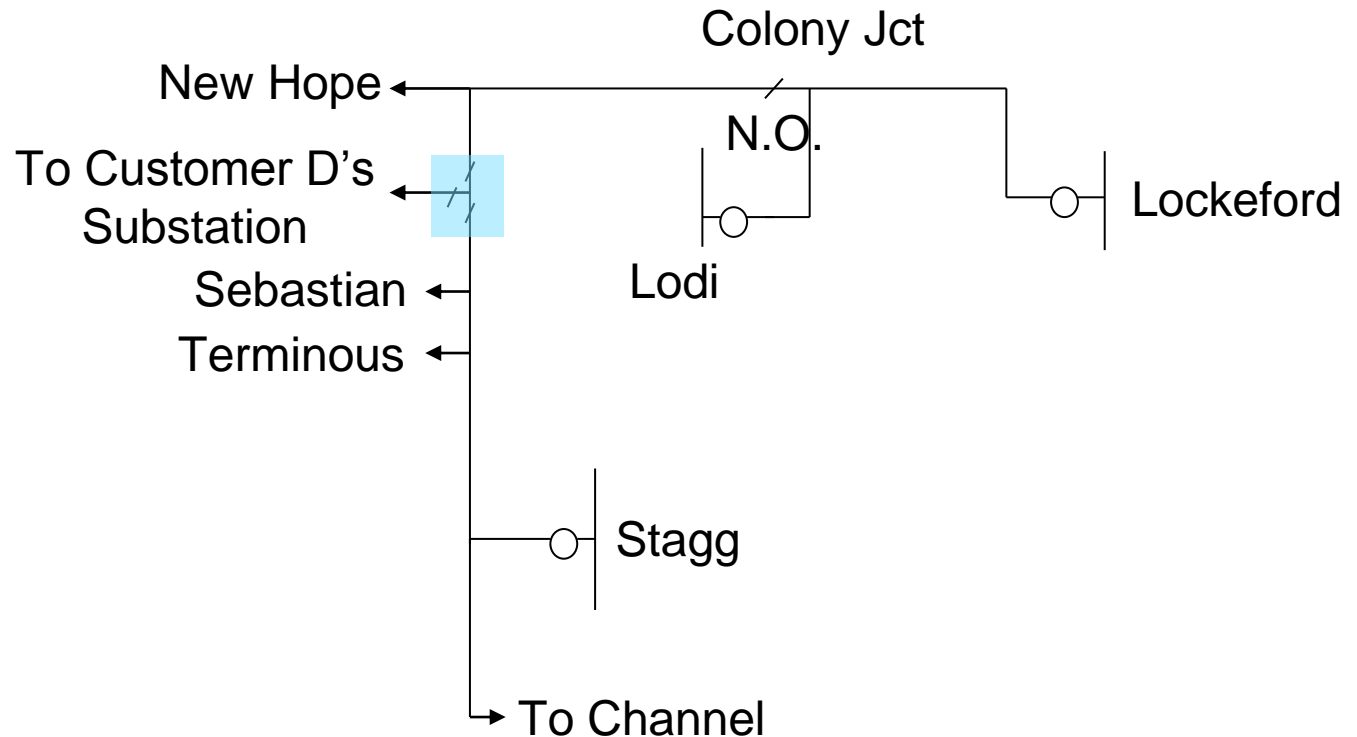 Colony Jct
New Hope
N.O.
To Customer D’s
Substation
Lockeford
Lodi
Sebastian
Terminous
Stagg
To Channel